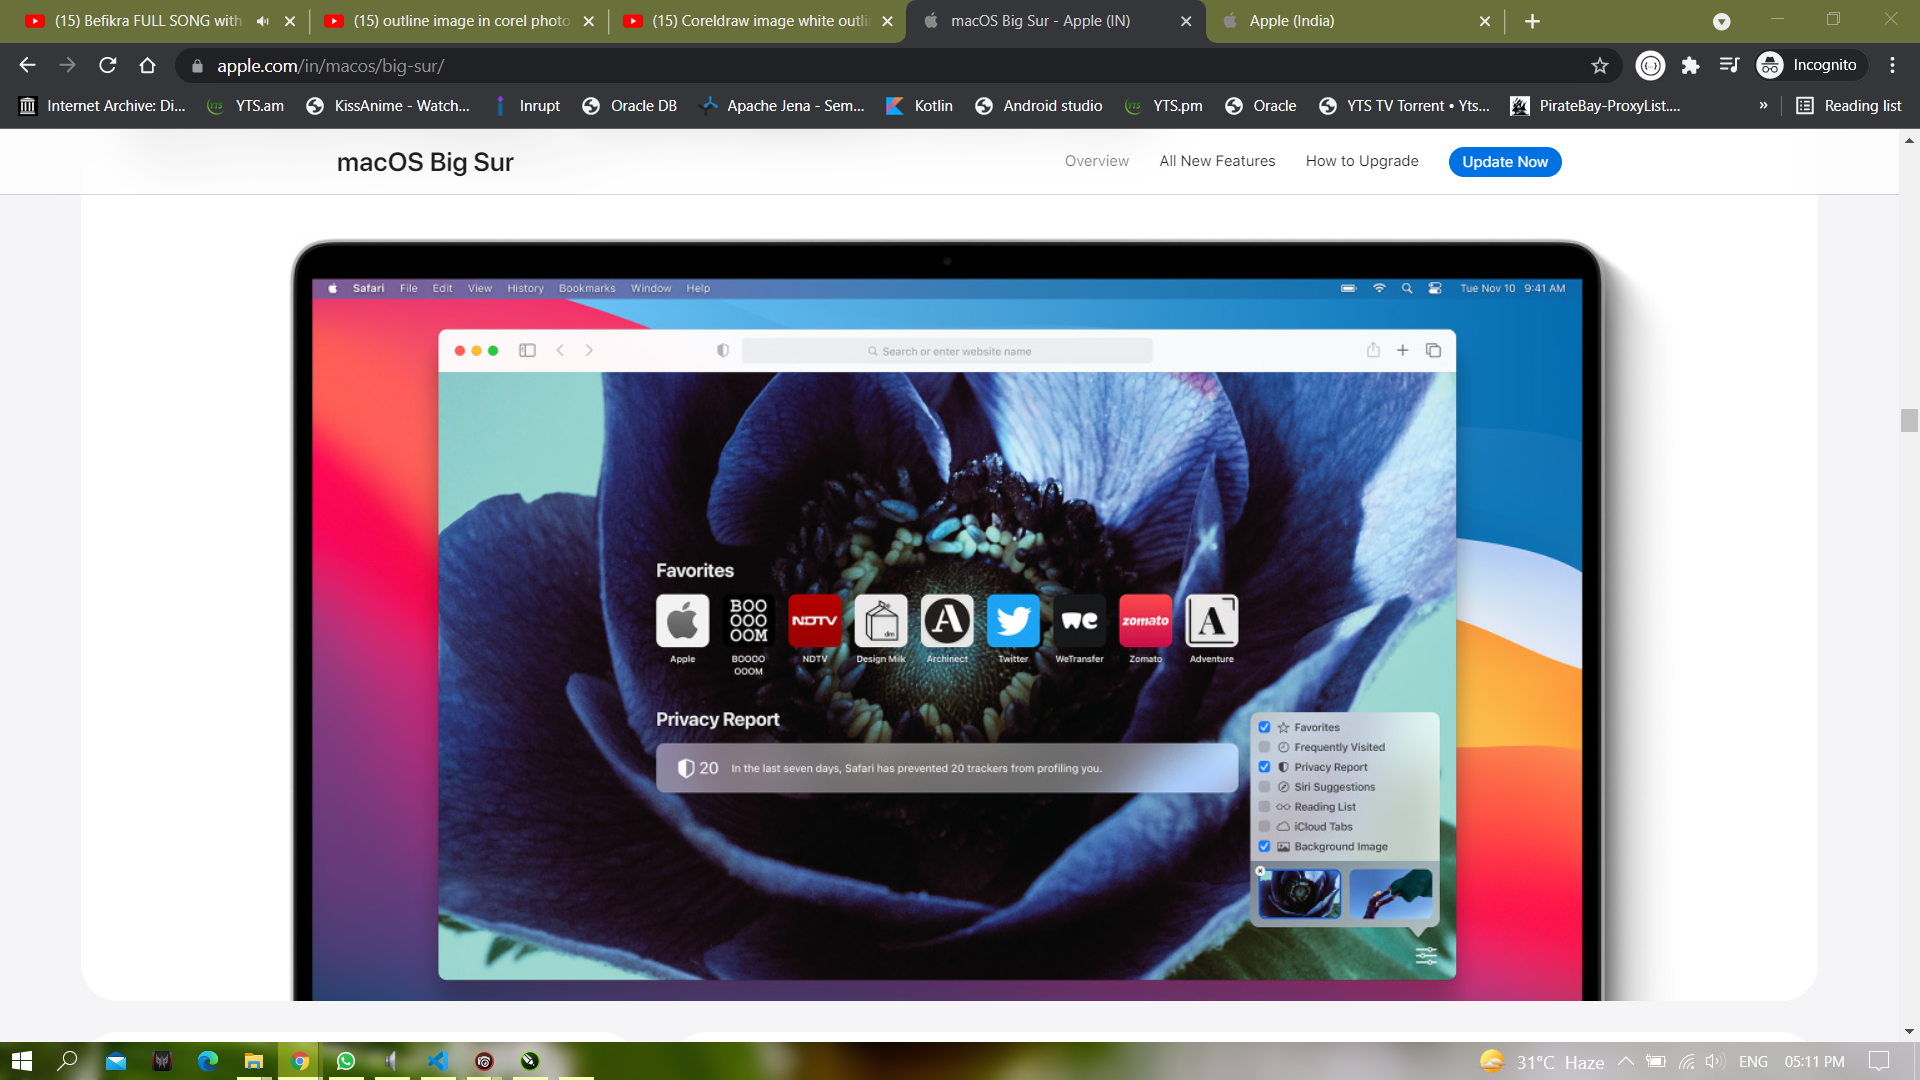 (15) Befikra FULL SONG with
(15) outline image in corel photo
(15) Coreldraw image white outli
macOS Big Sur - Apple (IN)
Apple (India)
apple.com/in/macos/big-sur/
Incognito
Internet Archive: Di...
YTS.am
KissAnime - Watch...
Inrupt
Oracle DB
Apache Jena - Sem...
Kotlin
Android studio
YTS.pm
Oracle
YTS TV Torrent • Yts...
PirateBay-ProxyList....
»
Reading list
macOS Big Sur
Overview
All New Features
How to Upgrade
Update Now
Safari File Edit View History Bookmarks Window Help
Tue Nov 10 9:41 AM
Search or enter website name
Favorites
BOO
OOO
OOM
NDTV
dm
A
we
zomato
A
Apple
BOOOO
OOOM
NDTV
Design Milk
Archinect
Twitter
WeTransfer
Zomato
Adventure
Privacy Report
20 In the last seven days, Safari has prevented 20 trackers from profiling you.
Favorites
Frequently Visited
Privacy Report
Siri Suggestions
Reading List
iCloud Tabs
Background Image
31°C Haze
ENG
05:11 PM